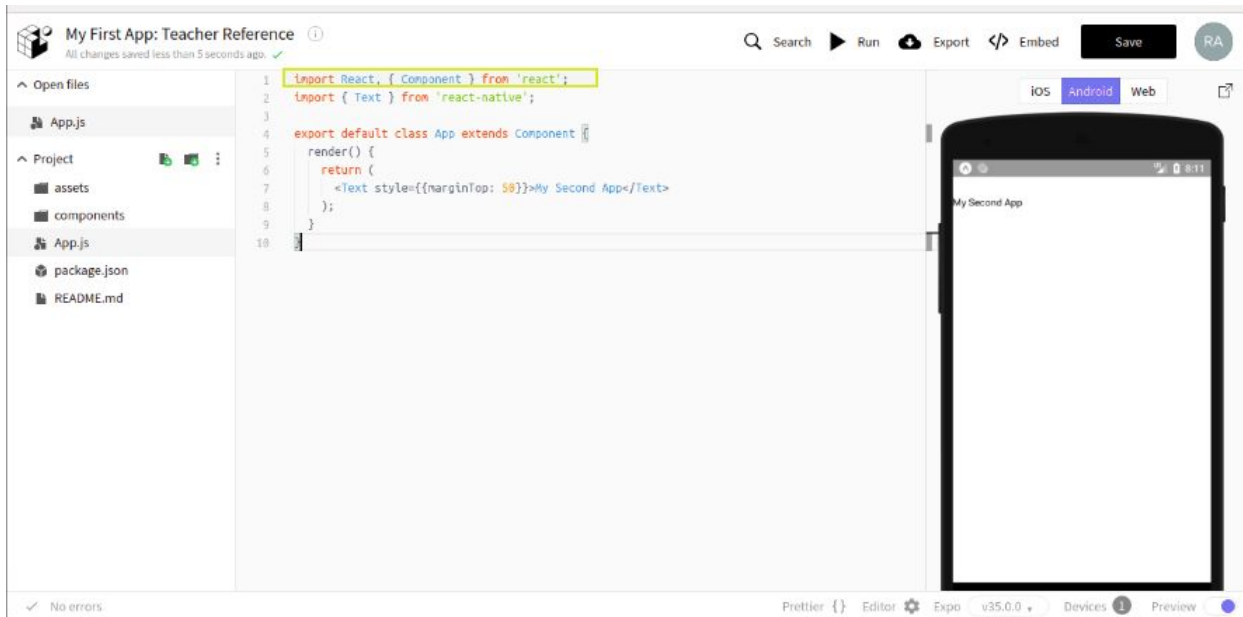 My First App: Teacher Reference
All changes saved less than 5 seconds ago.
Search Run Export Embed Save RA
Open files
App.js
Project
assets
components
App.js
package.json
README.md
1 import React, { Component } from 'react';
2 import { Text } from 'react-native';
3
4 export default class App extends Component {
5 render() {
6 return (
7 <Text style={{marginTop: 50}}>My Second App</Text>
8 );
9 }
10 }
iOS Android Web
8:11
My Second App
No errors
Prettier {} Editor Expo v35.0.0 Devices 1 Preview